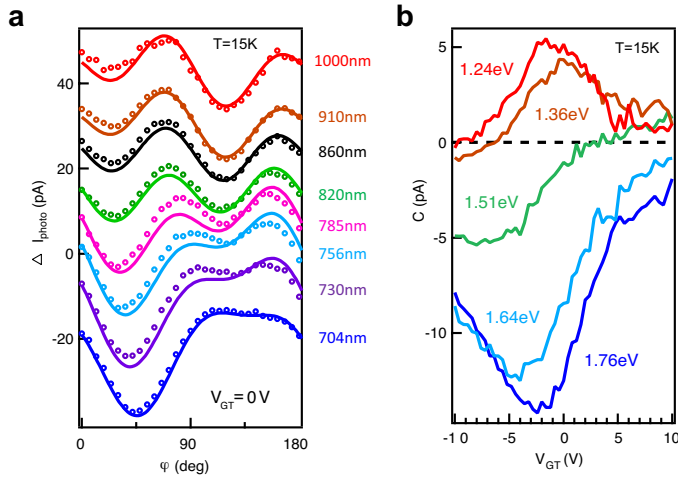 a
T=15K
1000nm
910nm
860nm
820nm
785nm
756nm
730nm
704nm
V_GT = 0 V
40
20
0
-20
Δ I_photo (pA)
0
90
180
φ (deg)
b
T=15K
1.24eV
1.36eV
1.51eV
1.64eV
1.76eV
5
0
-5
-10
C (pA)
-10
-5
0
5
10
V_GT (V)